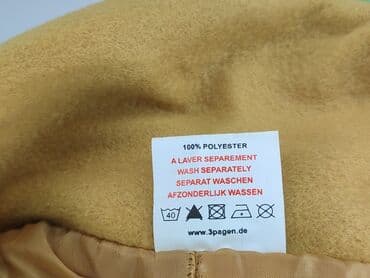 100% POLYESTER
A LAVER SEPAREMENT
WASH SEPARATELY
SEPARAT WASCHEN
AFZONDERLIJK WASSEN
40
www.3pagen.de